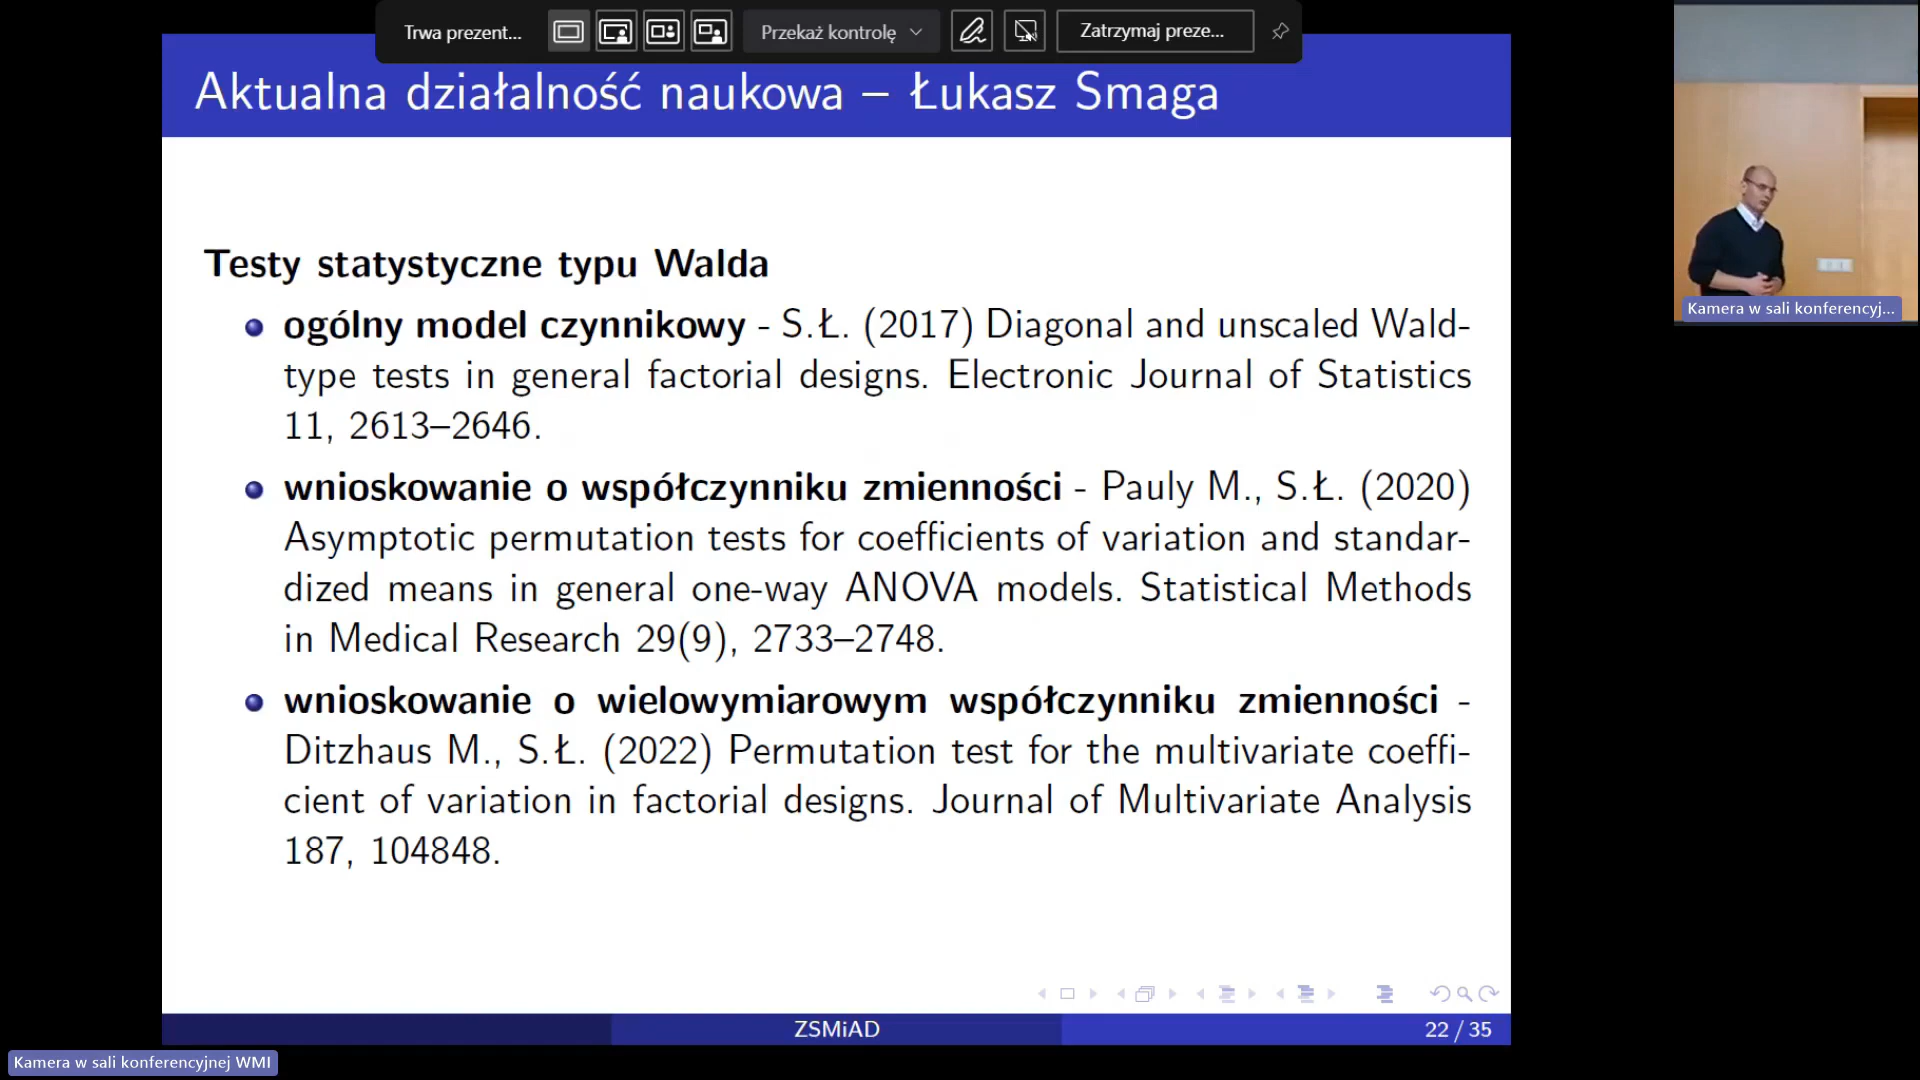 Trwa prezent...
Przekaż kontrolę
Zatrzymaj preze...
Aktualna działalność naukowa – Łukasz Smaga
Testy statystyczne typu Walda
ogólny model czynnikowy - S.Ł. (2017) Diagonal and unscaled Wald-
type tests in general factorial designs. Electronic Journal of Statistics
11, 2613–2646.
wnioskowanie o współczynniku zmienności - Pauly M., S.Ł. (2020)
Asymptotic permutation tests for coefficients of variation and standar-
dized means in general one-way ANOVA models. Statistical Methods
in Medical Research 29(9), 2733–2748.
wnioskowanie o wielowymiarowym współczynniku zmienności -
Ditzhaus M., S.Ł. (2022) Permutation test for the multivariate coeffi-
cient of variation in factorial designs. Journal of Multivariate Analysis
187, 104848.
ZSMiAD
22 / 35
Kamera w sali konferencyj...
Kamera w sali konferencyjnej WMI